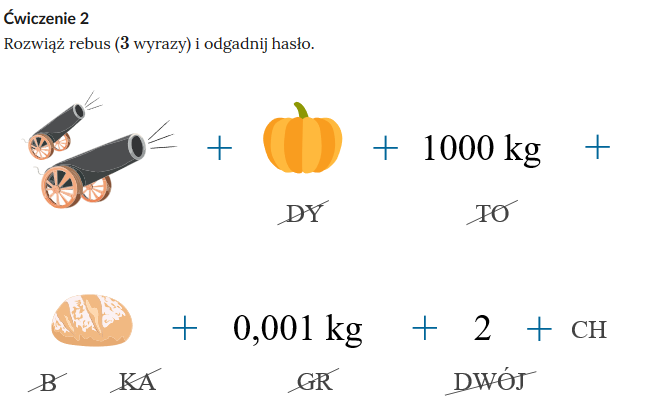 Ćwiczenie 2
Rozwiąż rebus (3 wyrazy) i odgadnij hasło.
+ + 1000 kg +
DY TO
+ 0,001 kg + 2 + CH
B KA GR DWÓJ